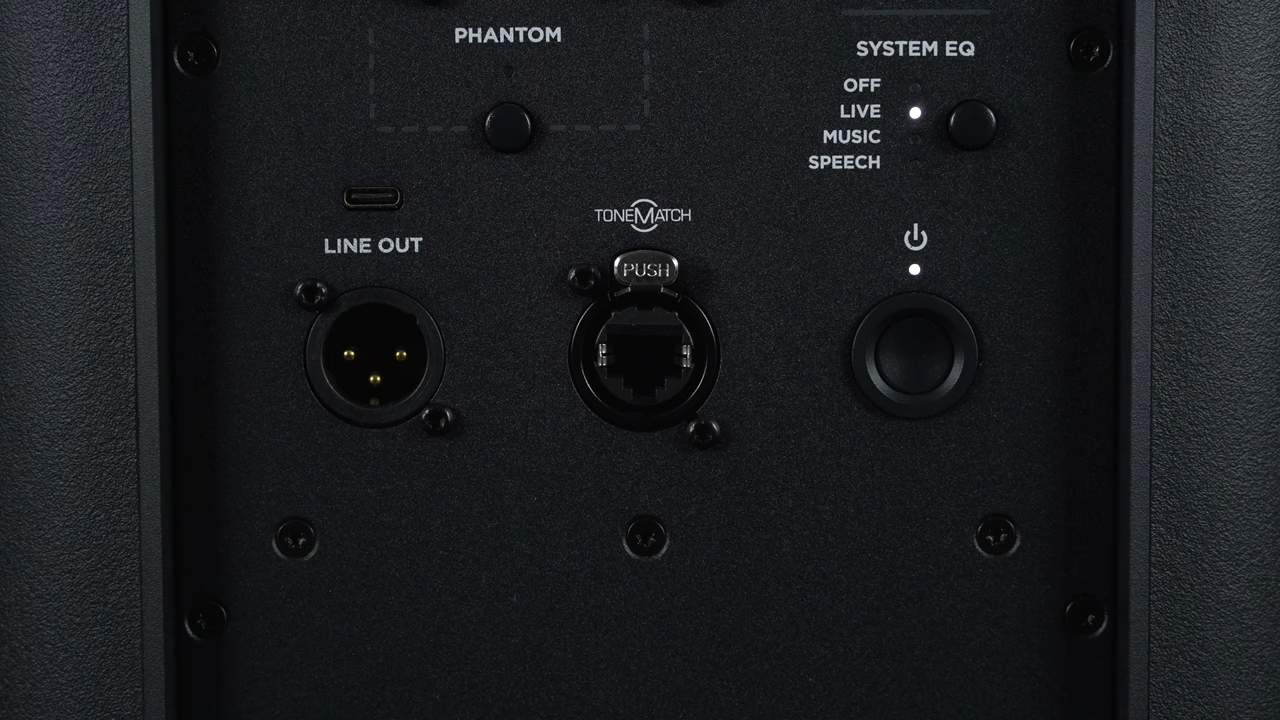 PHANTOM
SYSTEM EQ
OFF
LIVE
MUSIC
SPEECH
LINE OUT
TONEMATCH
PUSH